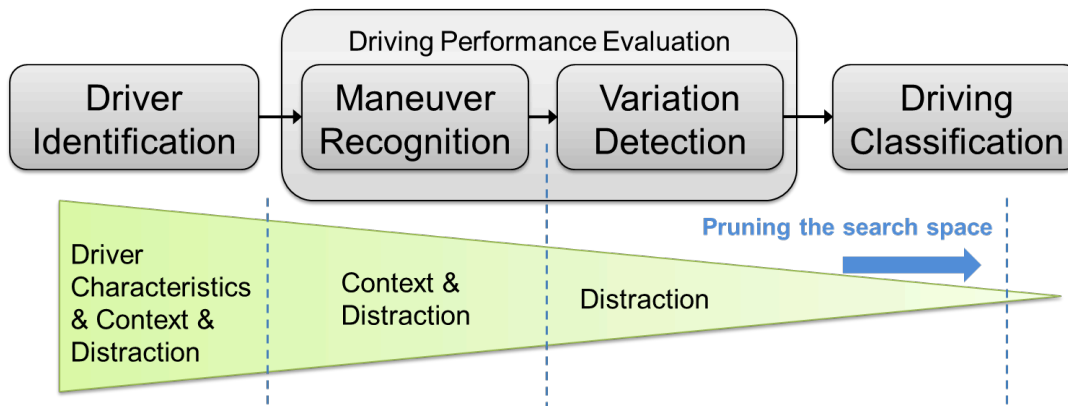 Driving Performance Evaluation
Driver
Identification
Maneuver
Recognition
Variation
Detection
Driving
Classification
Pruning the search space
Driver
Characteristics
& Context &
Distraction
Context &
Distraction
Distraction